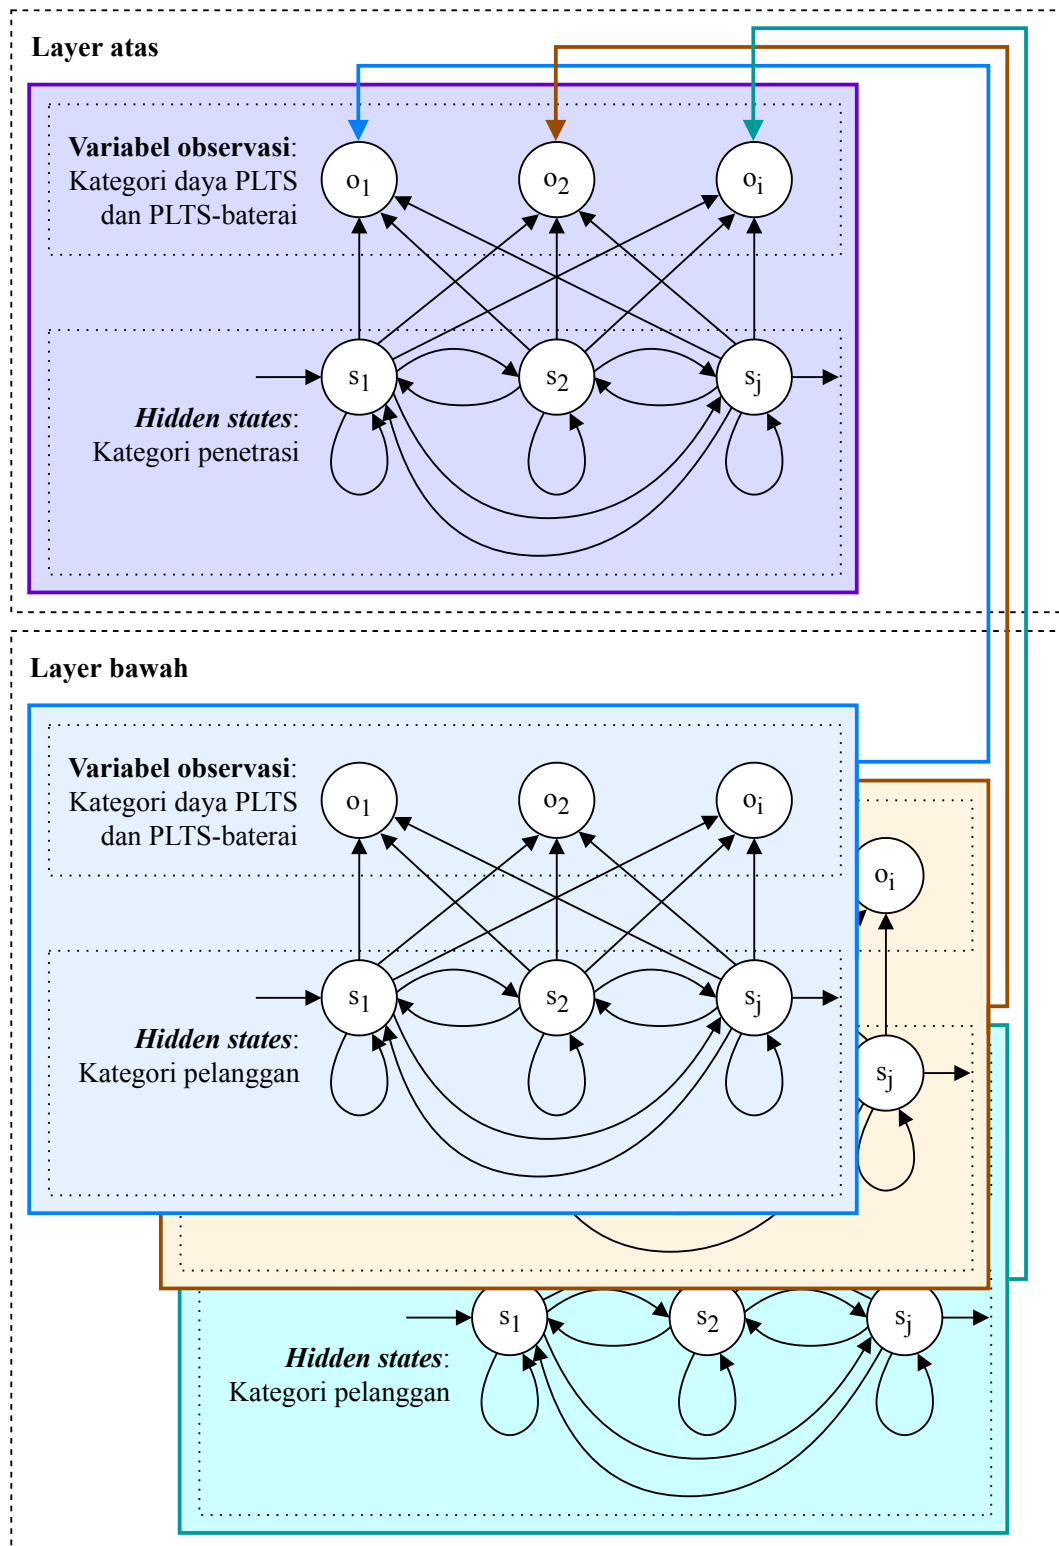 Layer atas
Variabel observasi:
Kategori daya PLTS
dan PLTS-baterai
o1
o2
oi
s1
s2
sj
Hidden states:
Kategori penetrasi
Layer bawah
Variabel observasi:
Kategori daya PLTS
dan PLTS-baterai
o1
o2
oi
oi
s1
s2
sj
Hidden states:
Kategori pelanggan
sj
s1
s2
sj
Hidden states:
Kategori pelanggan